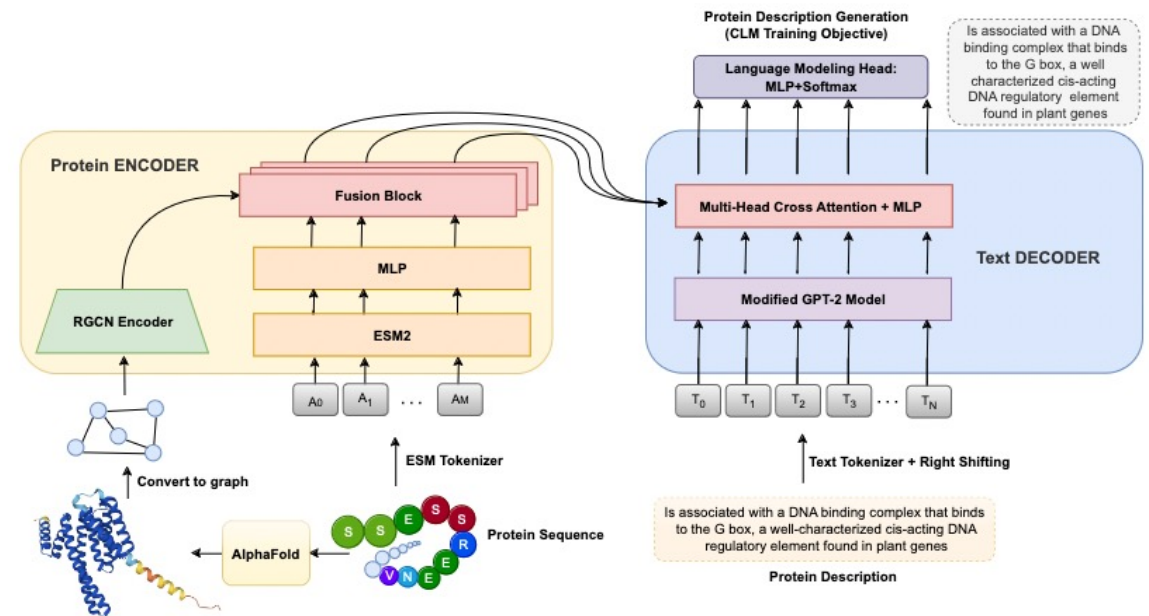 Protein Description Generation
(CLM Training Objective)
Is associated with a DNA
binding complex that binds
to the G box, a well
characterized cis-acting
DNA regulatory element
found in plant genes
Language Modeling Head:
MLP+Softmax
Protein ENCODER
Fusion Block
Multi-Head Cross Attention + MLP
Text DECODER
MLP
Modified GPT-2 Model
RGCN Encoder
ESM2
A0
A1
...
AM
T0
T1
T2
T3
...
TN
ESM Tokenizer
Text Tokenizer + Right Shifting
Convert to graph
Is associated with a DNA binding complex that binds
to the G box, a well-characterized cis-acting DNA
regulatory element found in plant genes
Protein Description
AlphaFold
S S E S S R E E N V
Protein Sequence